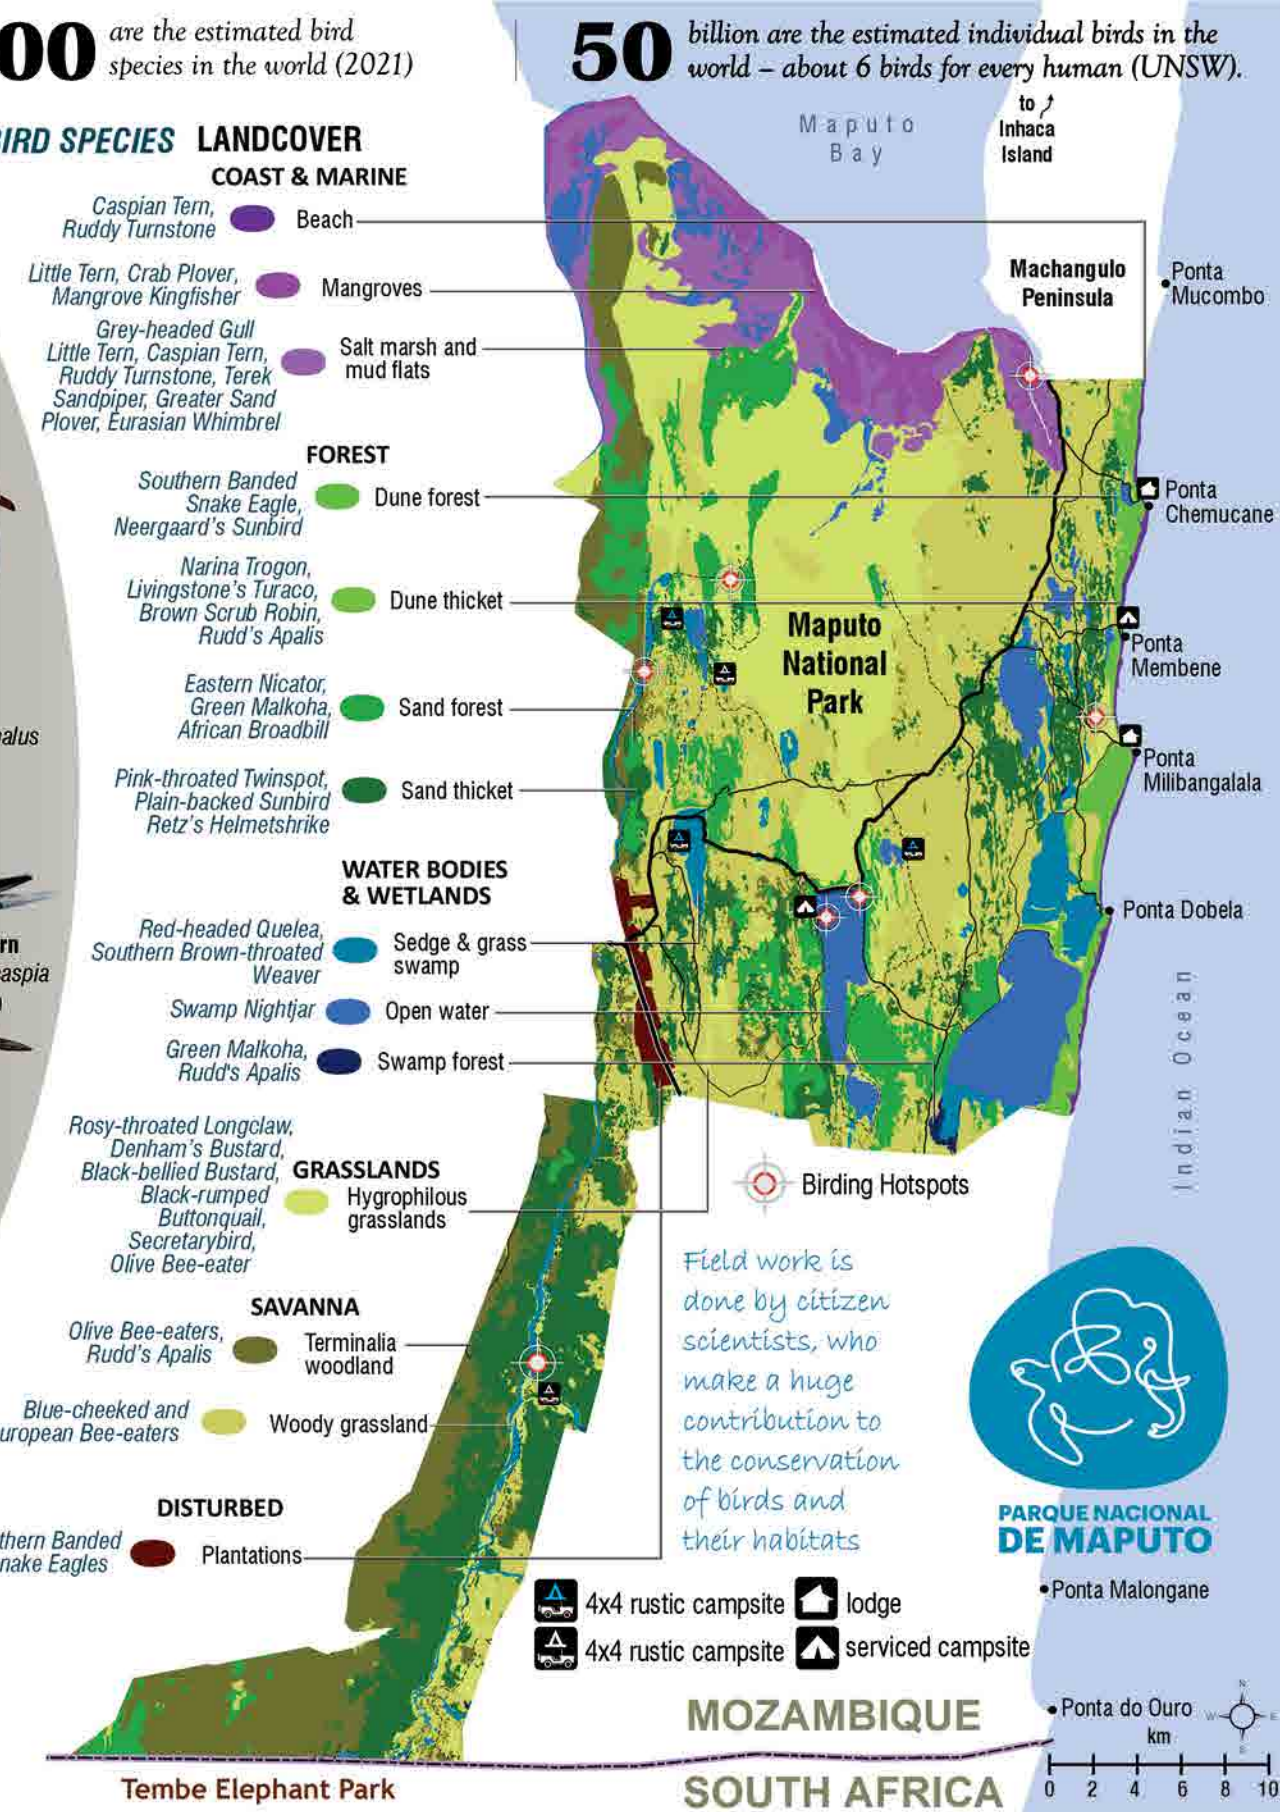 00 are the estimated bird
species in the world (2021)
50 billion are the estimated individual birds in the
world – about 6 birds for every human (UNSW).
to
Inhaca
Island
Maputo
Bay
BIRD SPECIES LANDCOVER
COAST & MARINE
Caspian Tern,
Ruddy Turnstone
Beach
Little Tern, Crab Plover,
Mangrove Kingfisher
Mangroves
Grey-headed Gull
Little Tern, Caspian Tern,
Ruddy Turnstone, Terek
Sandpiper, Greater Sand
Plover, Eurasian Whimbrel
Salt marsh and
mud flats
Machangulo
Peninsula
Ponta
Mucombo
FOREST
Southern Banded
Snake Eagle,
Neergaard's Sunbird
Dune forest
Ponta
Chemucane
Narina Trogon,
Livingstone's Turaco,
Brown Scrub Robin,
Rudd's Apalis
Dune thicket
Maputo
National
Park
Ponta
Membene
Eastern Nicator,
Green Malkoha,
African Broadbill
Sand forest
alus
Ponta
Milibangalala
Pink-throated Twinspot,
Plain-backed Sunbird
Retz's Helmetshrike
Sand thicket
WATER BODIES
& WETLANDS
Red-headed Quelea,
Southern Brown-throated
Weaver
Sedge & grass
swamp
Ponta Dobela
rn
aspia
)
Swamp Nightjar
Open water
Green Malkoha,
Rudd's Apalis
Swamp forest
Indian Ocean
Rosy-throated Longclaw,
Denham's Bustard,
Black-bellied Bustard,
Black-rumped
Buttonquail,
Secretarybird,
Olive Bee-eater
GRASSLANDS
Hygrophilous
grasslands
Birding Hotspots
Field work is
done by citizen
scientists, who
make a huge
contribution to
the conservation
of birds and
their habitats
SAVANNA
Olive Bee-eaters,
Rudd's Apalis
Terminalia
woodland
Blue-cheeked and
uropean Bee-eaters
Woody grassland
DISTURBED
thern Banded
nake Eagles
Plantations
PARQUE NACIONAL
DE MAPUTO
Ponta Malongane
4x4 rustic campsite
lodge
4x4 rustic campsite
serviced campsite
MOZAMBIQUE
Ponta do Ouro
N
W
E
S
km
0 2 4 6 8 10
Tembe Elephant Park
SOUTH AFRICA